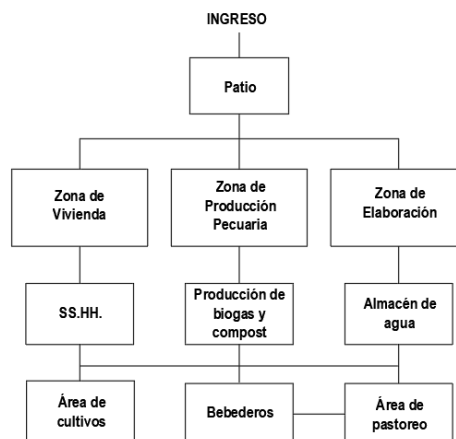 INGRESO
Patio
Zona de
Vivienda
Zona de
Producción
Pecuaria
Zona de
Elaboración
SS.HH.
Producción de
biogas y
compost
Almacén de
agua
Área de
cultivos
Bebederos
Área de
pastoreo